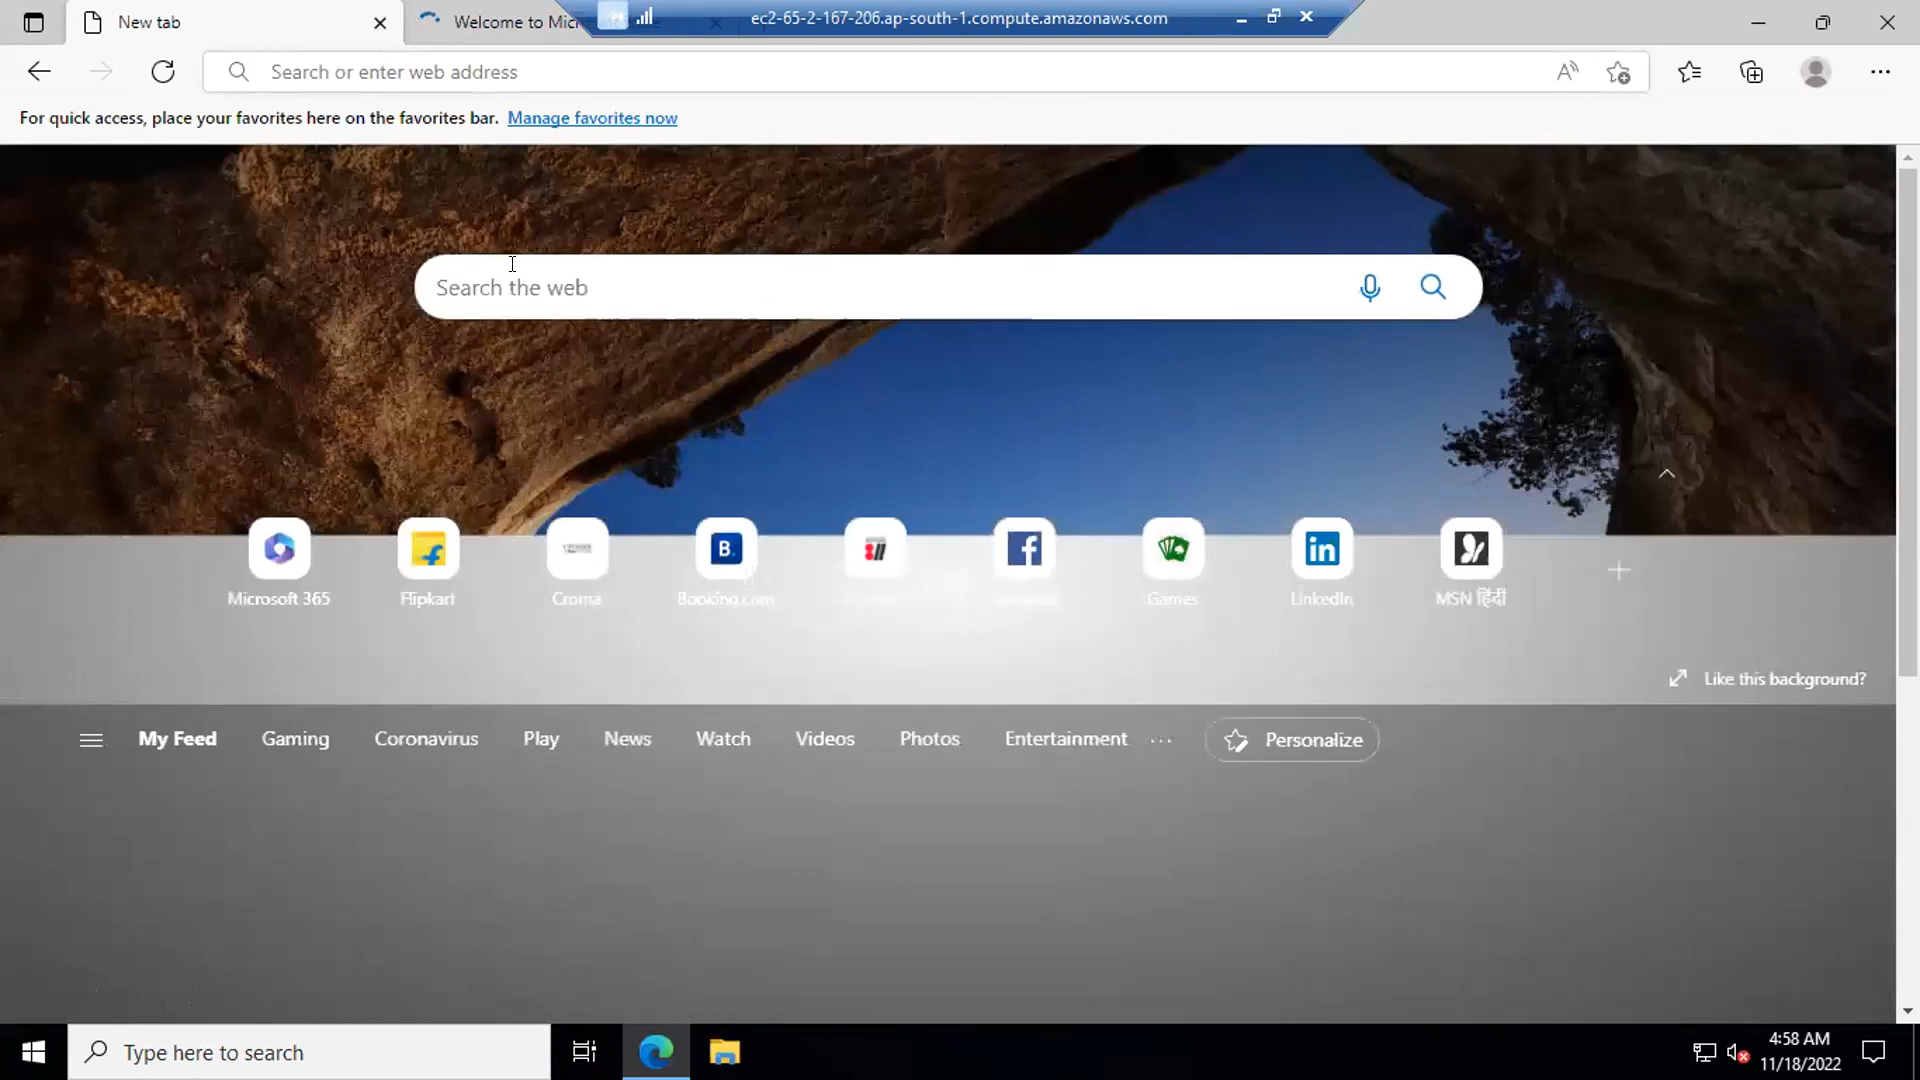 New tab
Welcome to Mic
ec2-65-2-167-206.ap-south-1.compute.amazonaws.com
Search or enter web address
For quick access, place your favorites here on the favorites bar. Manage favorites now
Search the web
B.
in
Microsoft 365 Flipkart Croma Booking.com Games LinkedIn MSN हिंदी
Like this background?
My Feed Gaming Coronavirus Play News Watch Videos Photos Entertainment ... Personalize
Type here to search
4:58 AM
11/18/2022